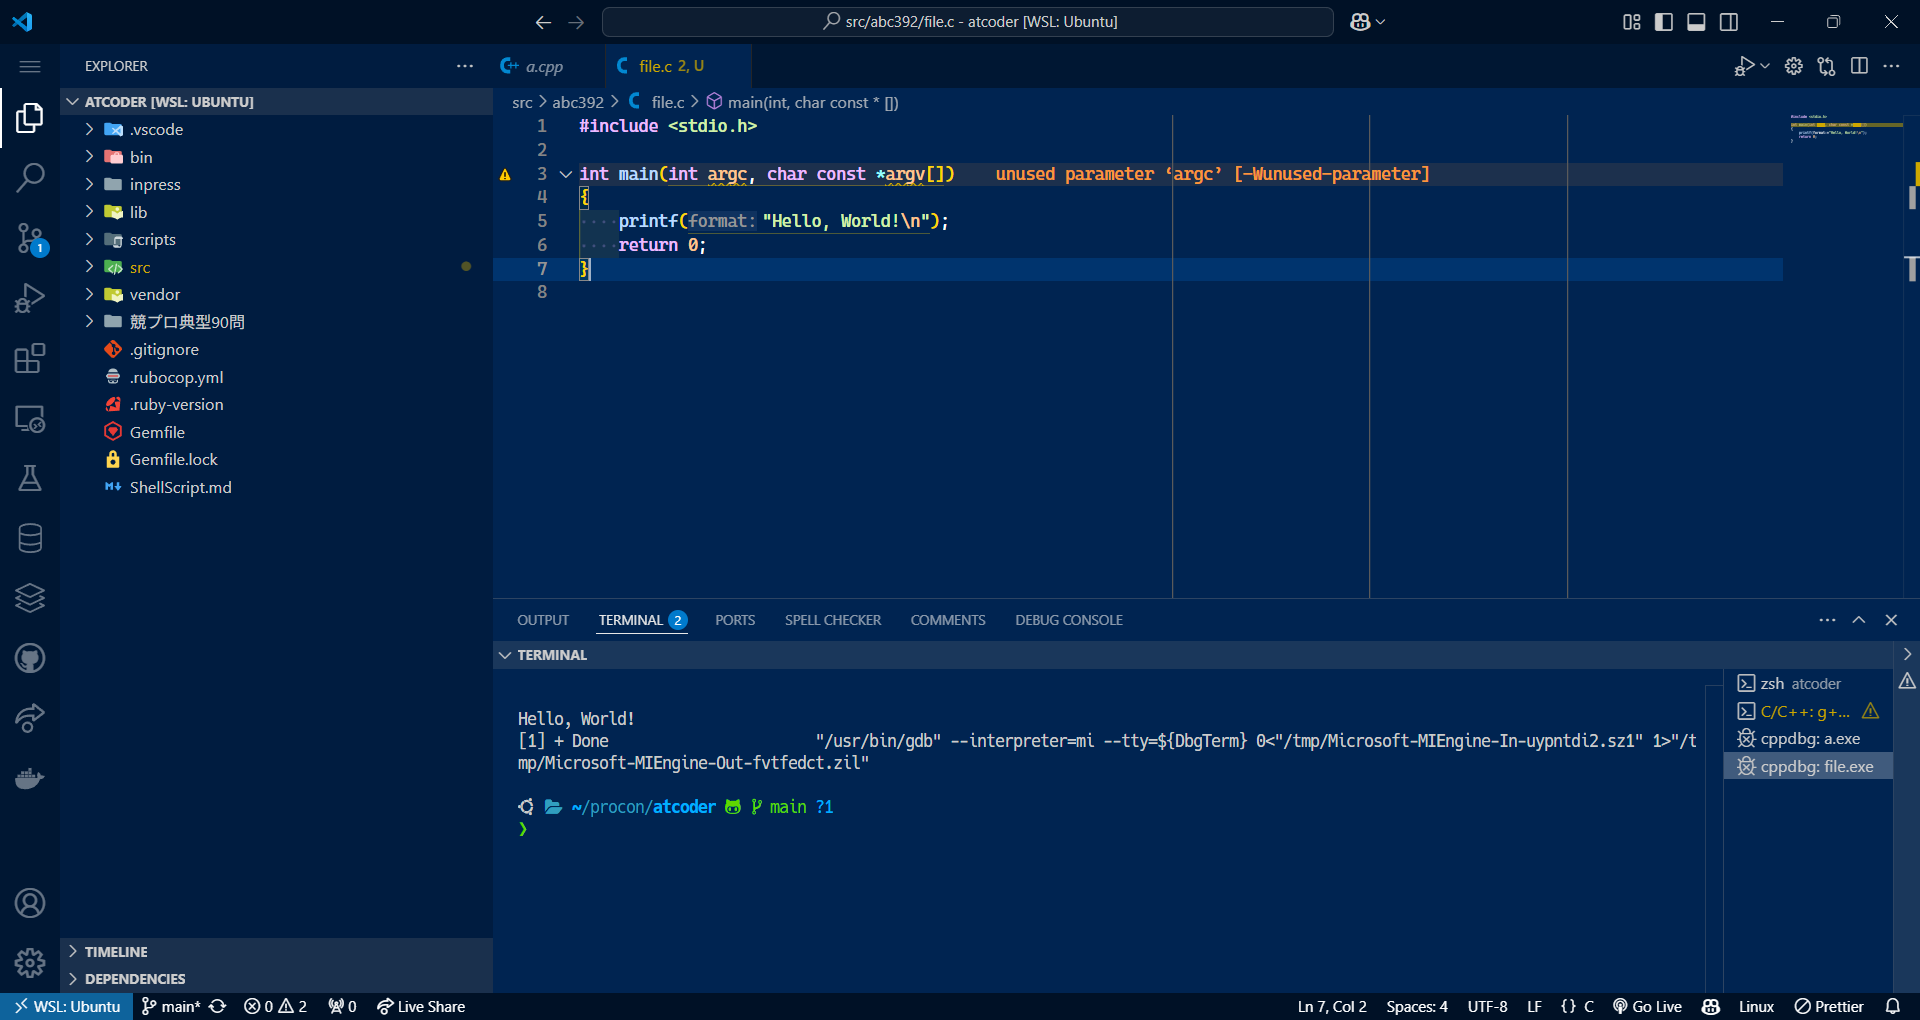 src/abc392/file.c - atcoder [WSL: Ubuntu]
EXPLORER
ATCODER [WSL: UBUNTU]
.vscode
bin
inpress
lib
scripts
src
vendor
競プロ典型90問
.gitignore
.rubocop.yml
.ruby-version
Gemfile
Gemfile.lock
ShellScript.md
TIMELINE
DEPENDENCIES
1
a.cpp
file.c 2, U
src > abc392 > file.c > main(int, char const * [])
1 #include <stdio.h>
2
3 int main(int argc, char const *argv[]) unused parameter ‘argc’ [-Wunused-parameter]
4 {
5 ····printf(format: "Hello, World!\n");
6 ····return 0;
7 }
8
OUTPUT TERMINAL 2 PORTS SPELL CHECKER COMMENTS DEBUG CONSOLE
TERMINAL
Hello, World!
[1] + Done "/usr/bin/gdb" --interpreter=mi --tty=${DbgTerm} 0<"/tmp/Microsoft-MIEngine-In-uypntdi2.sz1" 1>"/t
mp/Microsoft-MIEngine-Out-fvtfedct.zil"
~/procon/atcoder main ?1
❯
zsh atcoder
C/C++: g+...
cppdbg: a.exe
cppdbg: file.exe
WSL: Ubuntu main* 0 2 0 Live Share Ln 7, Col 2 Spaces: 4 UTF-8 LF {} C Go Live Linux Prettier